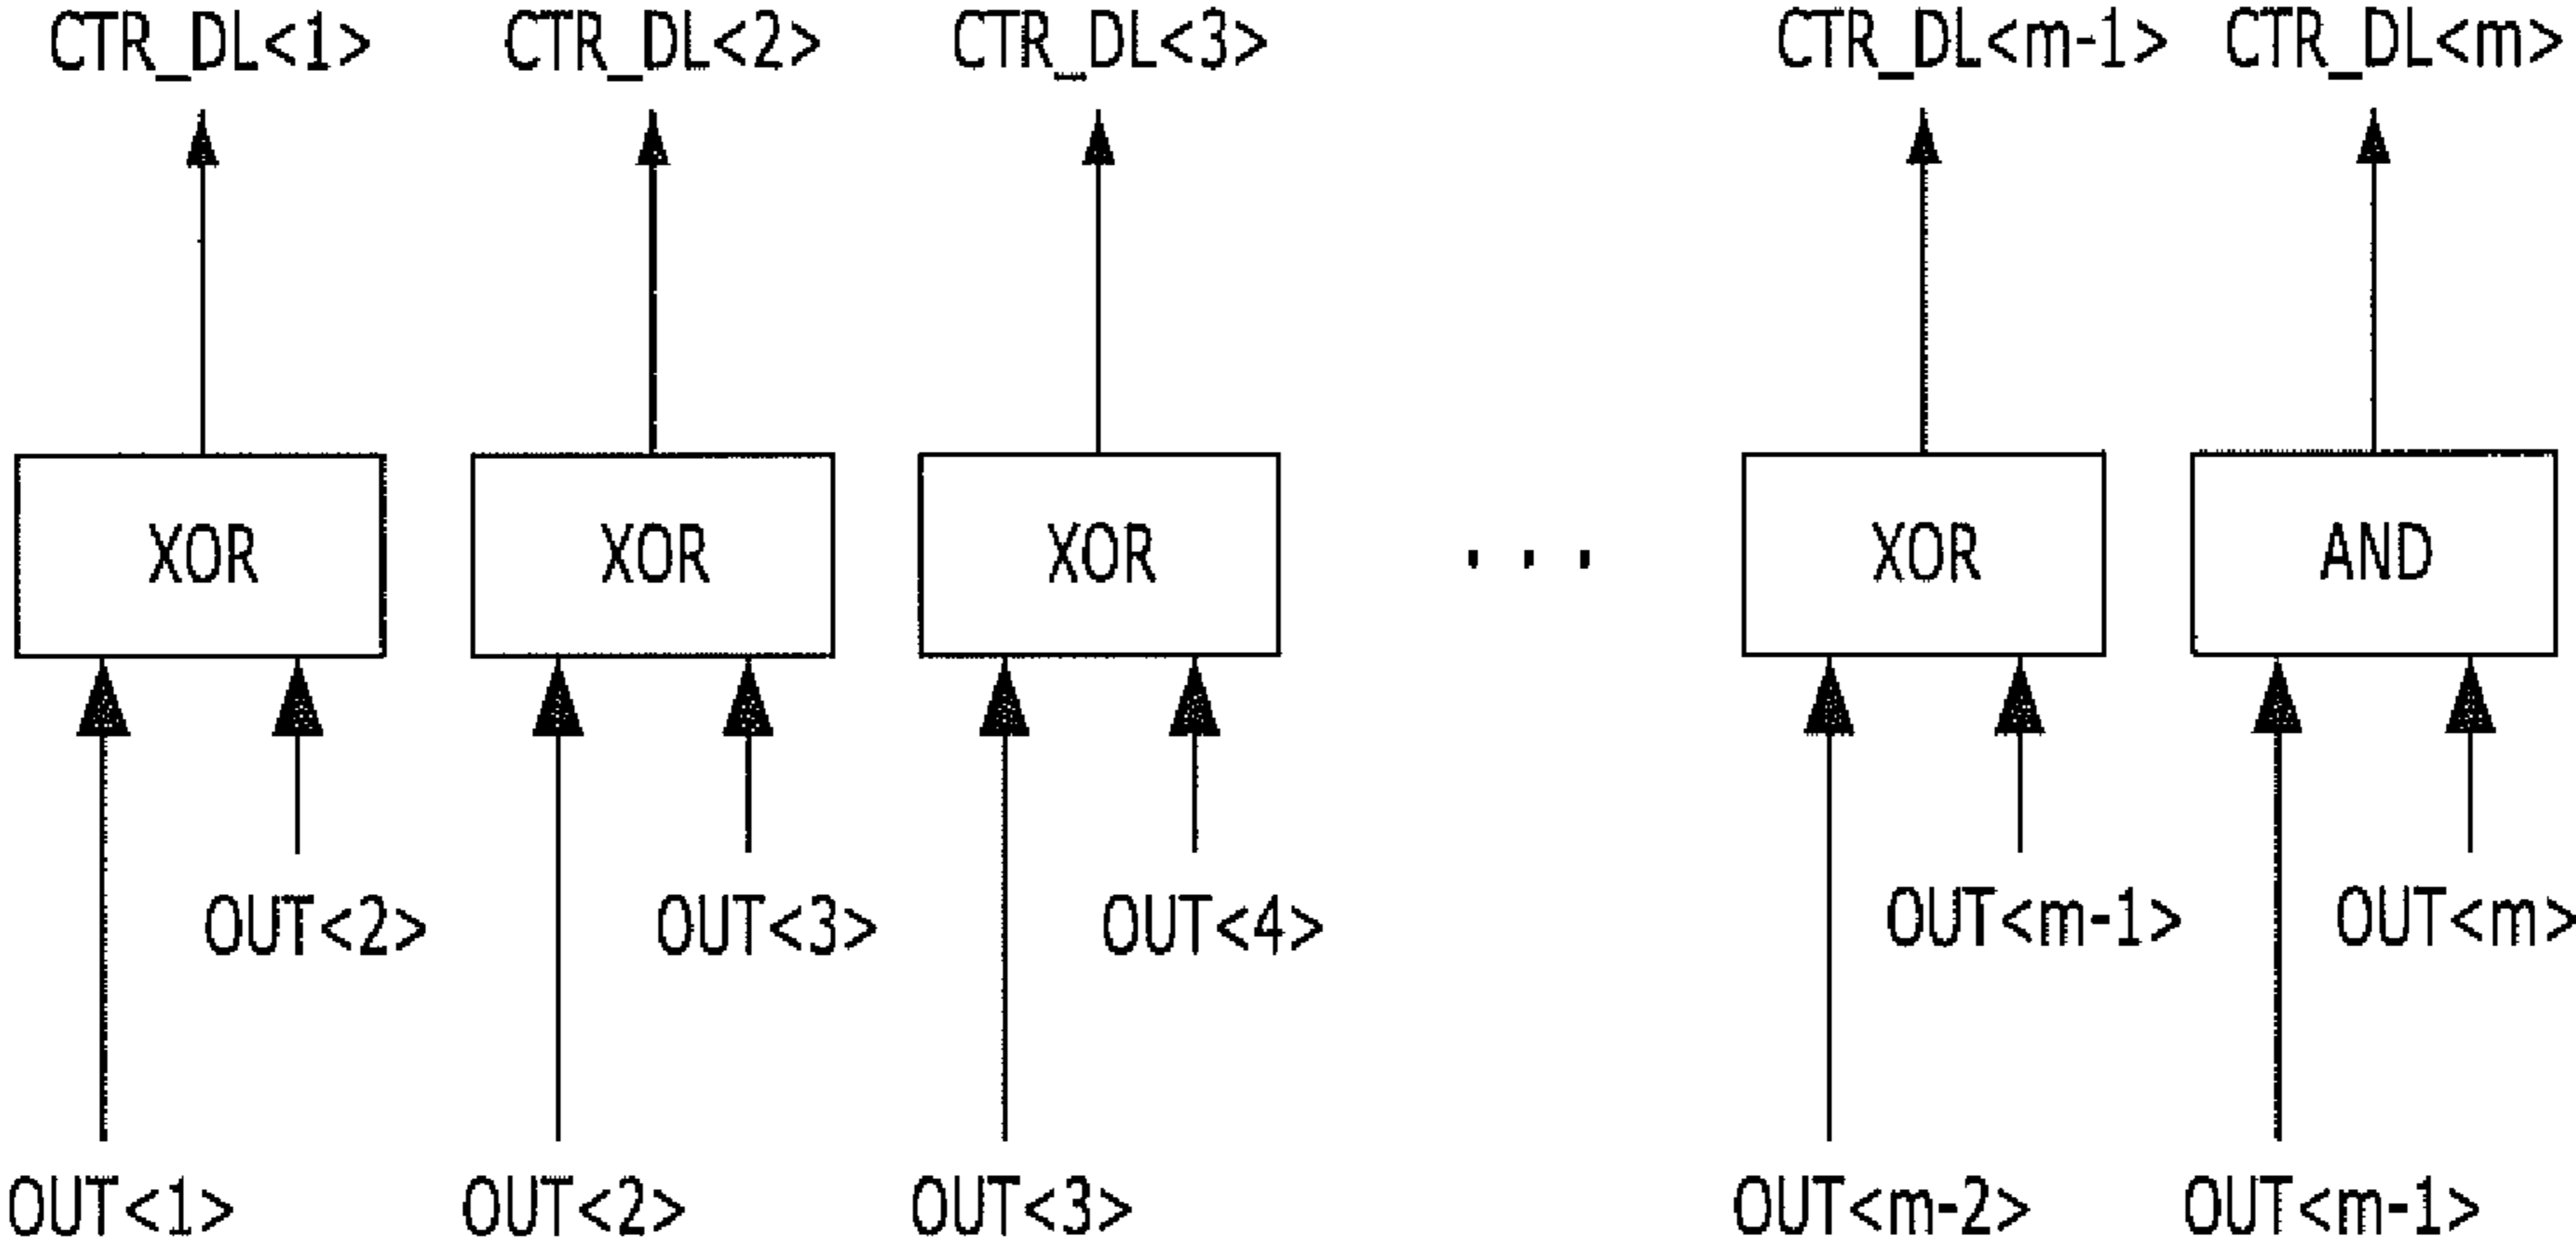 CTR_DL<1> CTR_DL<2> CTR_DL<3> CTR_DL<m-1> CTR_DL<m>
XOR XOR XOR ... XOR AND
OUT<2> OUT<3> OUT<4> OUT<m-1> OUT<m>
OUT<1> OUT<2> OUT<3> OUT<m-2> OUT<m-1>